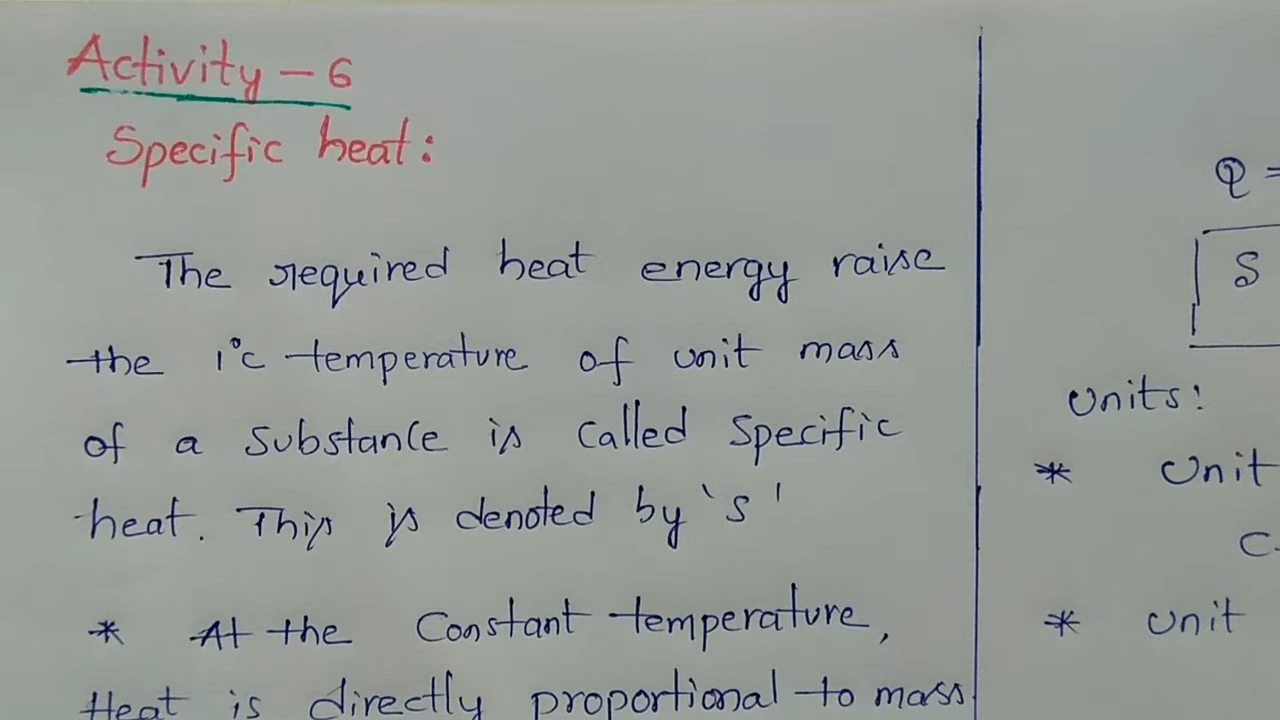 Activity - 6
Specific heat:
The required heat energy raise
the 1°c temperature of unit mass
of a substance is called specific
heat. This is denoted by 's'
* At the constant temperature,
Heat is directly proportional to mass
Q =
S
Units:
* Unit
C.
* Unit